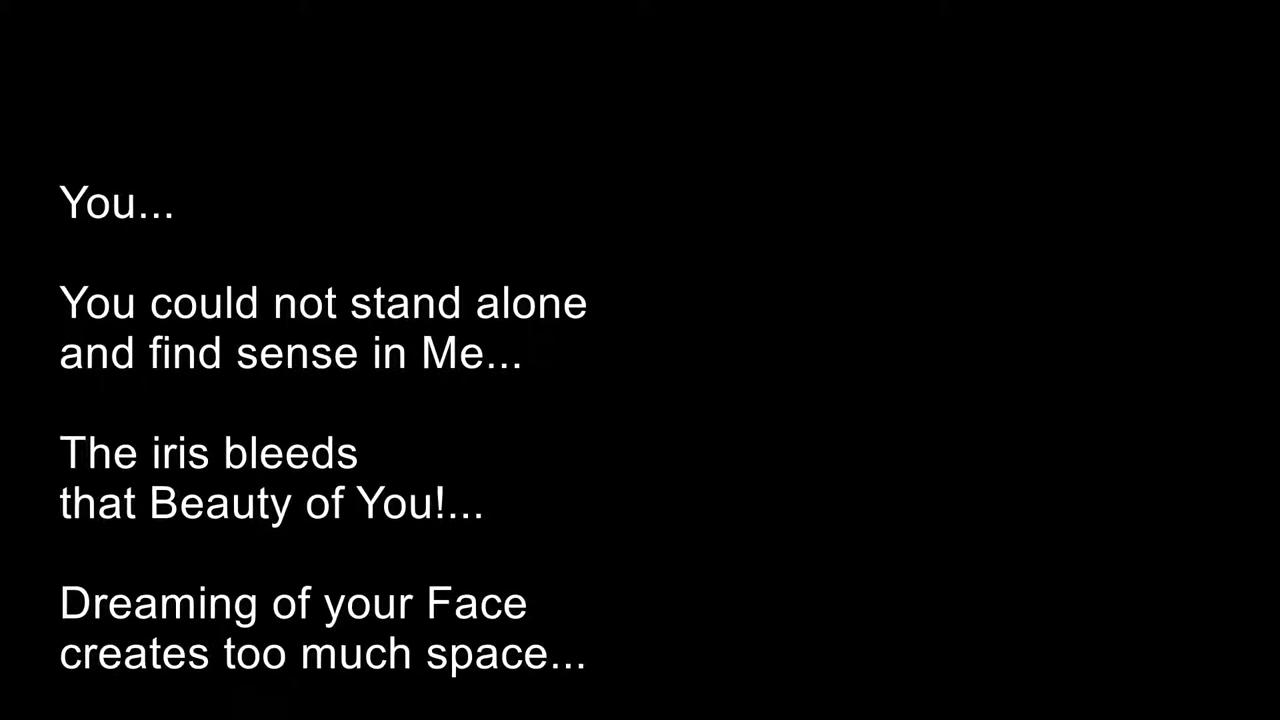 You...
You could not stand alone
and find sense in Me...
The iris bleeds
that Beauty of You!...
Dreaming of your Face
creates too much space...